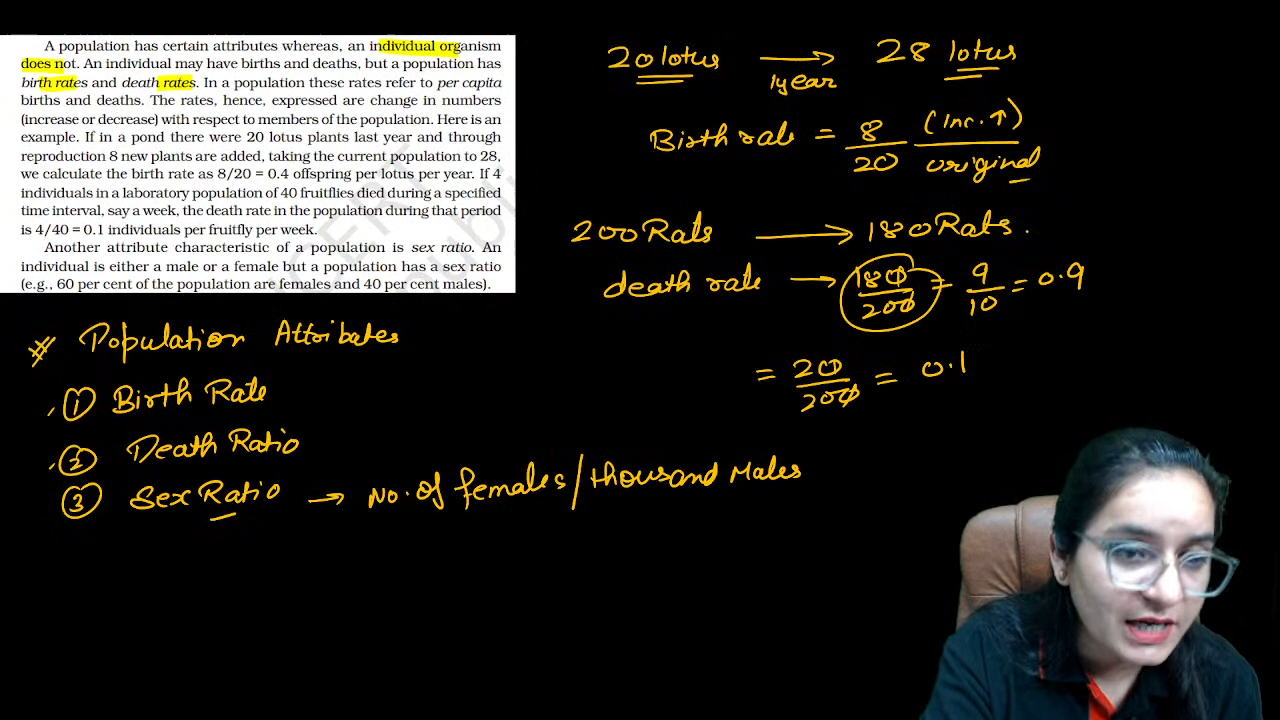 A population has certain attributes whereas, an individual organism
does not. An individual may have births and deaths, but a population has
birth rates and death rates. In a population these rates refer to per capita
births and deaths. The rates, hence, expressed are change in numbers
(increase or decrease) with respect to members of the population. Here is an
example. If in a pond there were 20 lotus plants last year and through
reproduction 8 new plants are added, taking the current population to 28,
we calculate the birth rate as 8/20 = 0.4 offspring per lotus per year. If 4
individuals in a laboratory population of 40 fruitflies died during a specified
time interval, say a week, the death rate in the population during that period
is 4/40 = 0.1 individuals per fruitfly per week.
Another attribute characteristic of a population is sex ratio. An
individual is either a male or a female but a population has a sex ratio
(e.g., 60 per cent of the population are females and 40 per cent males).
# Population Attributes
① Birth Rate
② Death Ratio
③ Sex Ratio → No. of females/thousand Males
20 lotus → 28 lotus
1 year
Birth rate = 8/20 (Inc. ↑)/original
200 Rats → 180 Rats.
death rate → 180/200 = 9/10 = 0.9
= 20/200 = 0.1